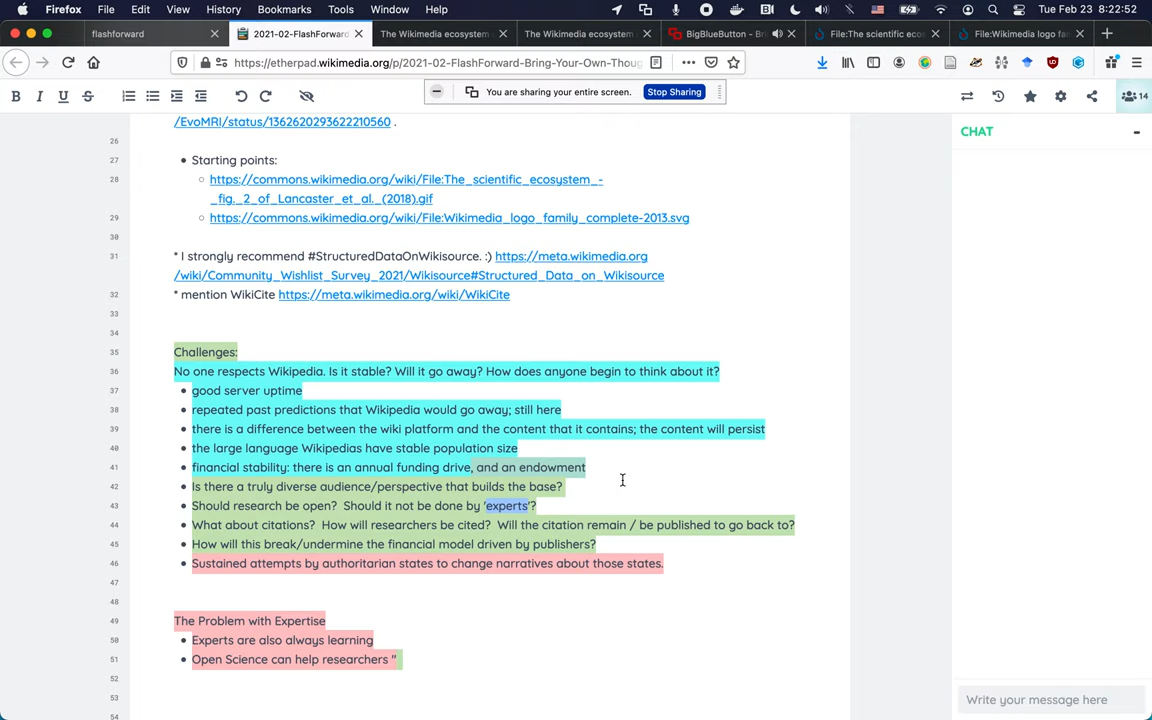 Firefox File Edit View History Bookmarks Tools Window Help Tue Feb 23 8:22:52
flashforward
2021-02-FlashForward-
The Wikimedia ecosystem
The Wikimedia ecosystem
BigBlueButton - Bri
File:The scientific eco
File:Wikimedia logo fa
https://etherpad.wikimedia.org/p/2021-02-FlashForward-Bring-Your-Own-Thou
You are sharing your entire screen. Stop Sharing
14
/EvoMRI/status/1362620293622210560 .
26
27 • Starting points:
28 ○ https://commons.wikimedia.org/wiki/File:The_scientific_ecosystem_-
_fig._2_of_Lancaster_et_al._(2018).gif
29 ○ https://commons.wikimedia.org/wiki/File:Wikimedia_logo_family_complete-2013.svg
30
31 * I strongly recommend #StructuredDataOnWikisource. :) https://meta.wikimedia.org
/wiki/Community_Wishlist_Survey_2021/Wikisource#Structured_Data_on_Wikisource
32 * mention WikiCite https://meta.wikimedia.org/wiki/WikiCite
33
34
35 Challenges:
36 No one respects Wikipedia. Is it stable? Will it go away? How does anyone begin to think about it?
37 • good server uptime
38 • repeated past predictions that Wikipedia would go away; still here
39 • there is a difference between the wiki platform and the content that it contains; the content will persist
40 • the large language Wikipedias have stable population size
41 • financial stability: there is an annual funding drive, and an endowment
42 • Is there a truly diverse audience/perspective that builds the base?
43 • Should research be open? Should it not be done by 'experts'?
44 • What about citations? How will researchers be cited? Will the citation remain / be published to go back to?
45 • How will this break/undermine the financial model driven by publishers?
46 • Sustained attempts by authoritarian states to change narratives about those states.
47
48
49 The Problem with Expertise
50 • Experts are also always learning
51 • Open Science can help researchers "
52
53
54
CHAT
Write your message here